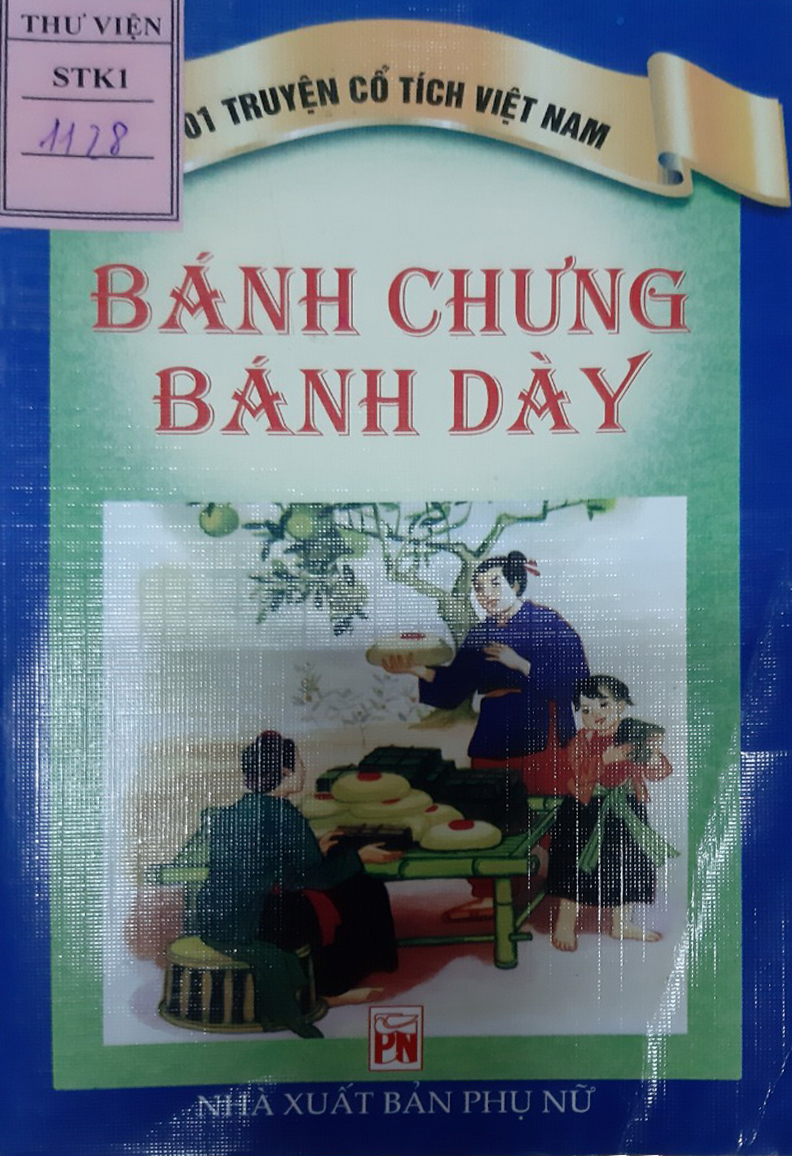 THƯ VIỆN
STK1
1128
01 TRUYỆN CỔ TÍCH VIỆT NAM
BÁNH CHƯNG
BÁNH DÀY
PN
NHÀ XUẤT BẢN PHỤ NỮ